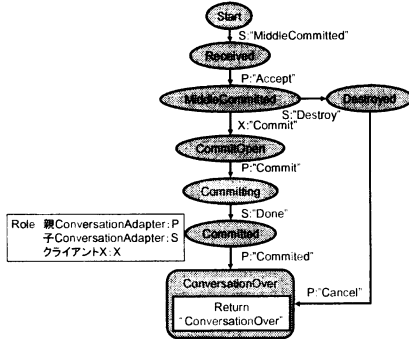 Start
S:"MiddleCommitted"
Received
P:"Accept"
MiddleCommitted
Destroyed
S:"Destroy"
X:"Commit"
CommitOpen
P:"Commit"
Committing
S:"Done"
Role 親ConversationAdapter:P
子ConversationAdapter:S
クライアントX:X
Committed
P:"Commited"
ConversationOver
P:"Cancel"
Return
"ConversationOver"